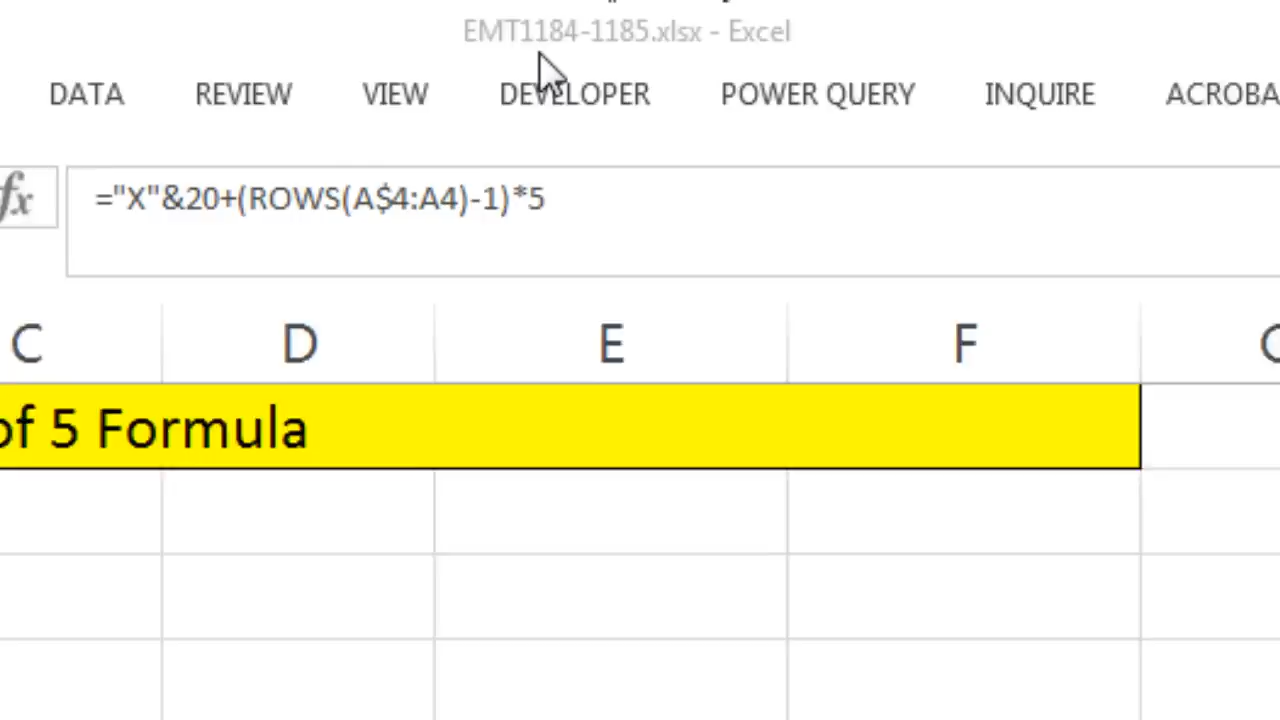 EMT1184-1185.xlsx - Excel
DATA REVIEW VIEW DEVELOPER POWER QUERY INQUIRE ACROBA
fx ="X"&20+(ROWS(A$4:A4)-1)*5
C D E F
of 5 Formula